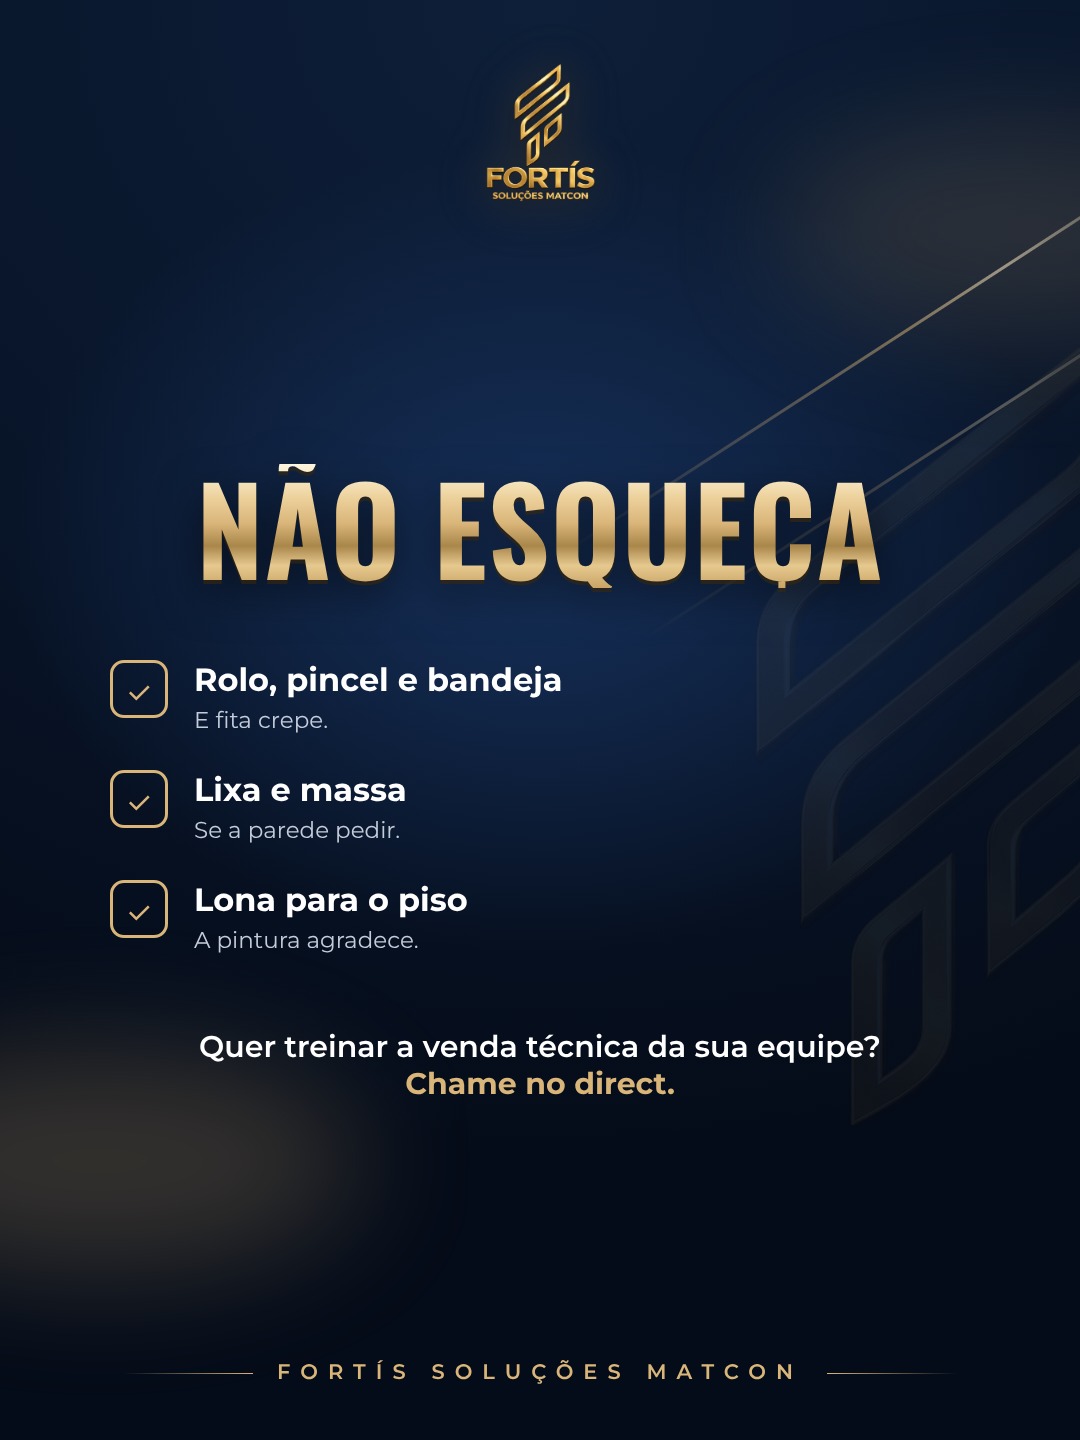 FORTÍS
SOLUÇÕES MATCON
NÃO ESQUEÇA
Rolo, pincel e bandeja
E fita crepe.
Lixa e massa
Se a parede pedir.
Lona para o piso
A pintura agradece.
Quer treinar a venda técnica da sua equipe?
Chame no direct.
FORTÍS SOLUÇÕES MATCON